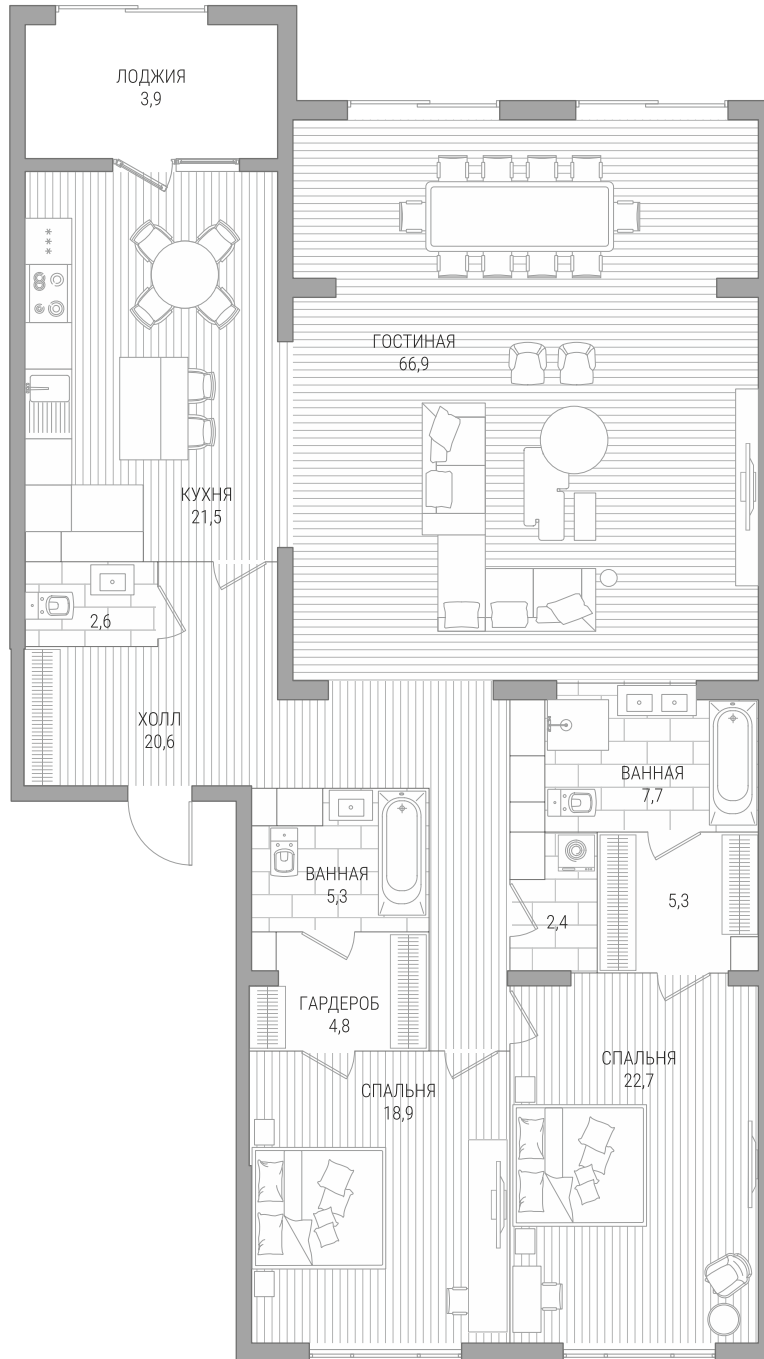 ЛОДЖИЯ
3,9
ГОСТИНАЯ
66,9
КУХНЯ
21,5
2,6
ХОЛЛ
20,6
ВАННАЯ
7,7
ВАННАЯ
5,3
5,3
2,4
ГАРДЕРОБ
4,8
СПАЛЬНЯ
22,7
СПАЛЬНЯ
18,9